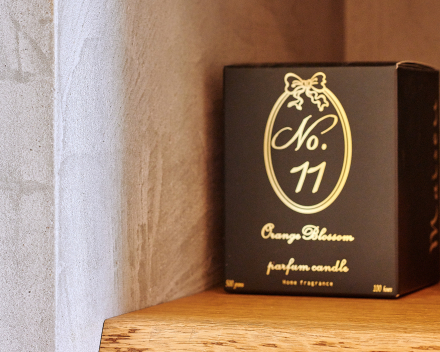 No.
11
Orange Blossom
parfum candle
Home fragrance